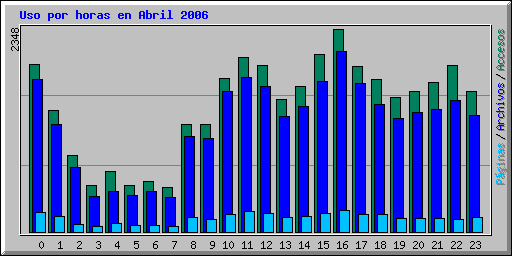 Uso por horas en Abril 2006
2348
Páginas / Archivos / Accesos
0 1 2 3 4 5 6 7 8 9 10 11 12 13 14 15 16 17 18 19 20 21 22 23